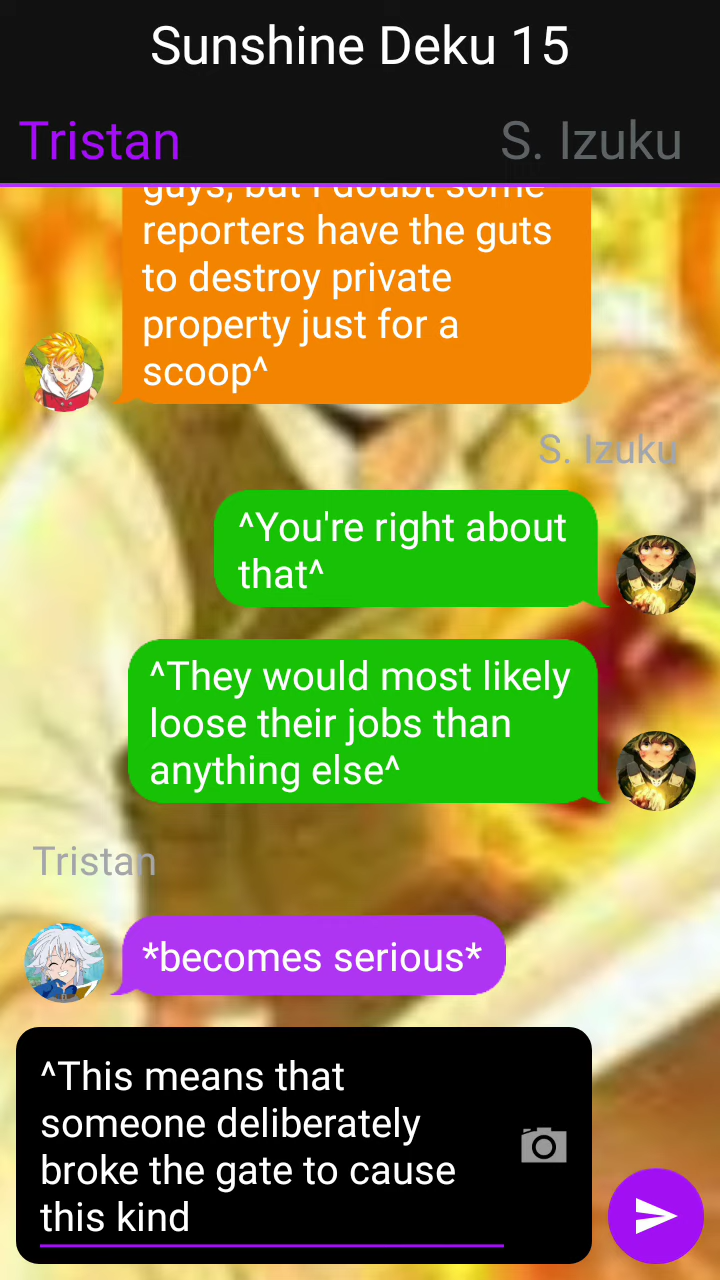 Sunshine Deku 15
Tristan
S. Izuku
guys, but I doubt some
reporters have the guts
to destroy private
property just for a
scoop^
S. Izuku
^You're right about
that^
^They would most likely
loose their jobs than
anything else^
Tristan
*becomes serious*
^This means that
someone deliberately
broke the gate to cause
this kind